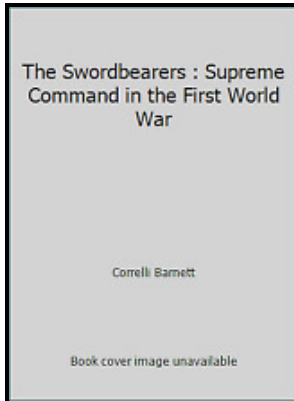 The Swordbearers : Supreme
Command in the First World
War
Correlli Barnett
Book cover image unavailable